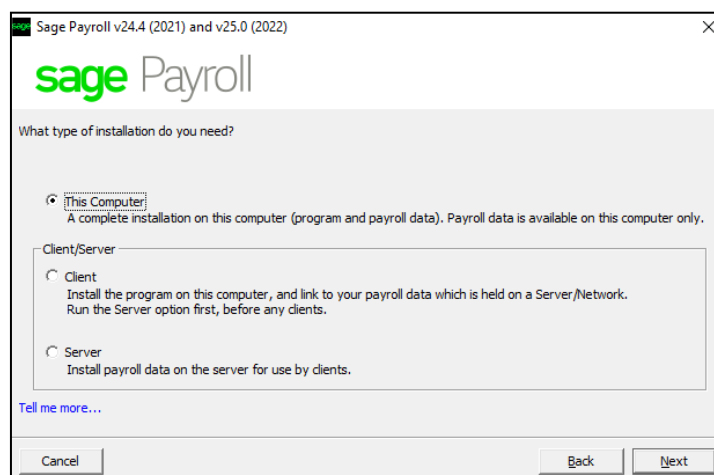 sage Sage Payroll v24.4 (2021) and v25.0 (2022)
sage Payroll
What type of installation do you need?
This Computer
A complete installation on this computer (program and payroll data). Payroll data is available on this computer only.
Client/Server
Client
Install the program on this computer, and link to your payroll data which is held on a Server/Network.
Run the Server option first, before any clients.
Server
Install payroll data on the server for use by clients.
Tell me more...
Cancel Back Next